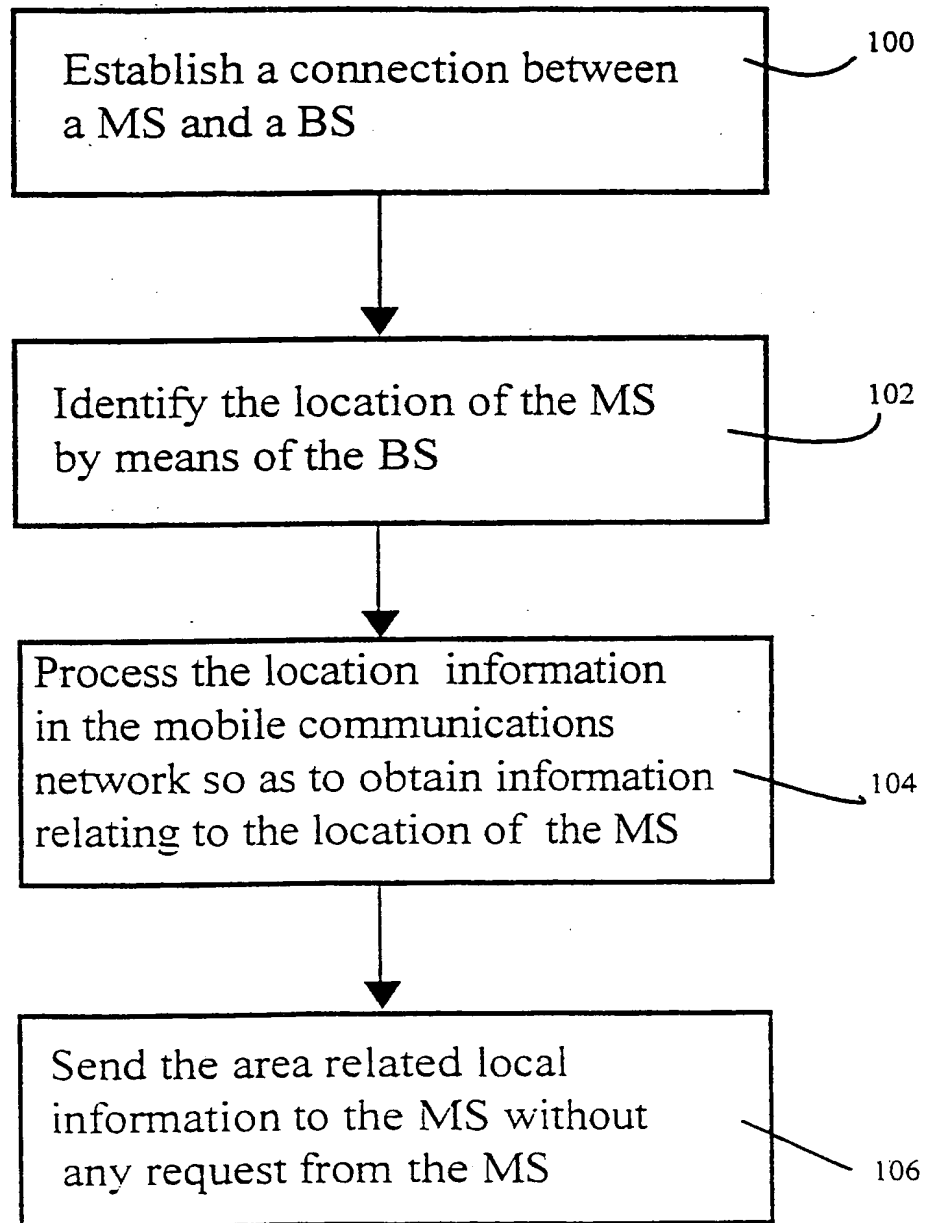 Establish a connection between
a MS and a BS
100
Identify the location of the MS
by means of the BS
102
Process the location information
in the mobile communications
network so as to obtain information
relating to the location of the MS
104
Send the area related local
information to the MS without
any request from the MS
106